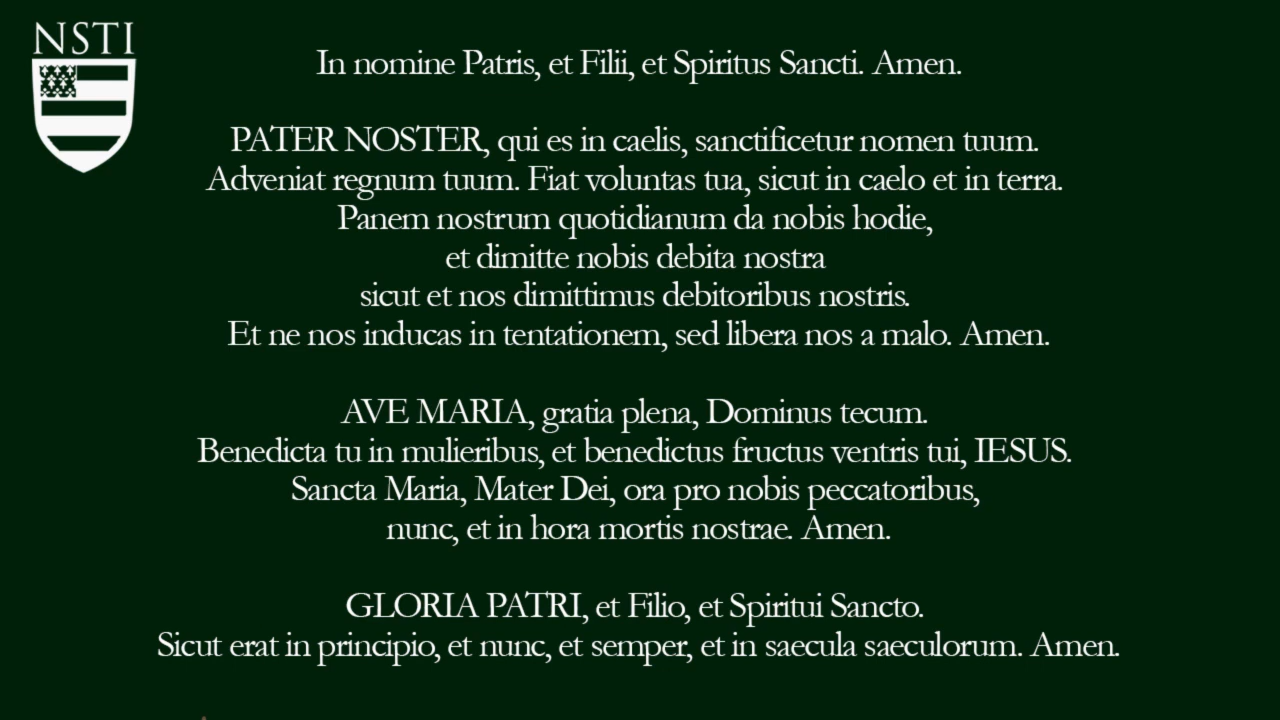 NSTI
In nomine Patris, et Filii, et Spiritus Sancti. Amen.
PATER NOSTER, qui es in caelis, sanctificetur nomen tuum.
Adveniat regnum tuum. Fiat voluntas tua, sicut in caelo et in terra.
Panem nostrum quotidianum da nobis hodie,
et dimitte nobis debita nostra
sicut et nos dimittimus debitoribus nostris.
Et ne nos inducas in tentationem, sed libera nos a malo. Amen.
AVE MARIA, gratia plena, Dominus tecum.
Benedicta tu in mulieribus, et benedictus fructus ventris tui, IESUS.
Sancta Maria, Mater Dei, ora pro nobis peccatoribus,
nunc, et in hora mortis nostrae. Amen.
GLORIA PATRI, et Filio, et Spiritui Sancto.
Sicut erat in principio, et nunc, et semper, et in saecula saeculorum. Amen.